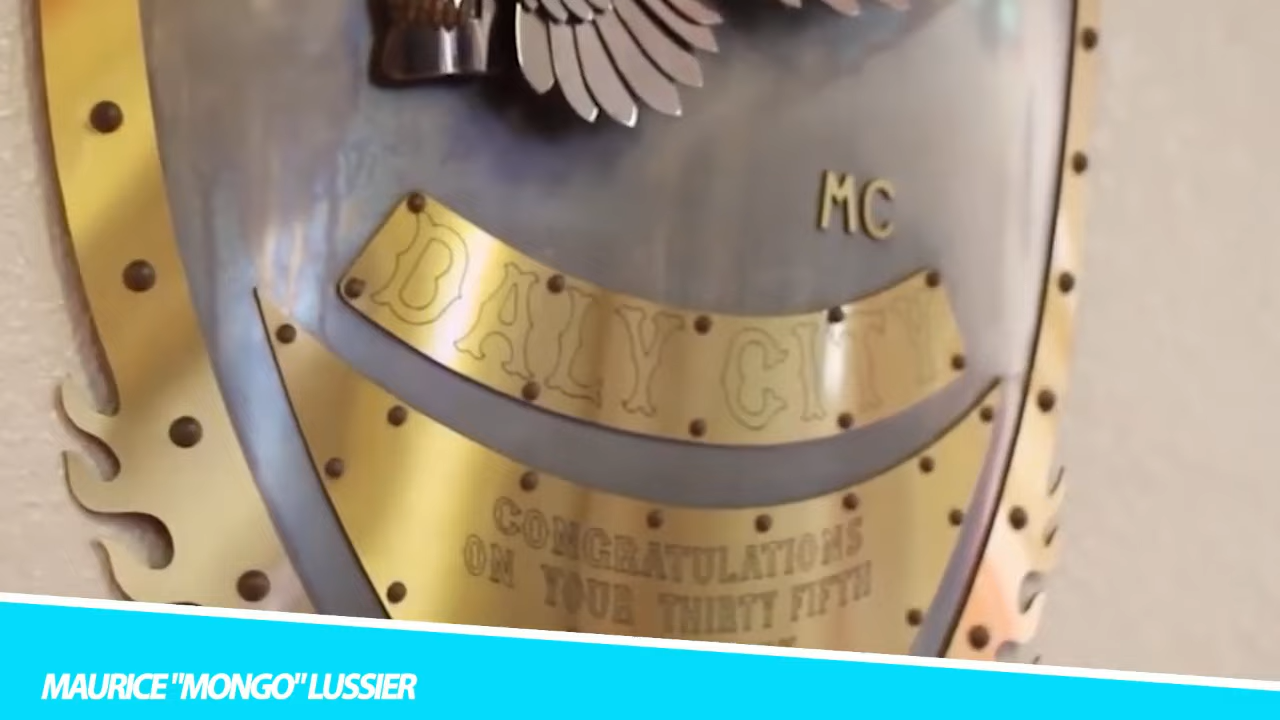 MC
DALY CITY
CONGRATULATIONS
ON YOUR THIRTY FIFTH
MAURICE "MONGO" LUSSIER